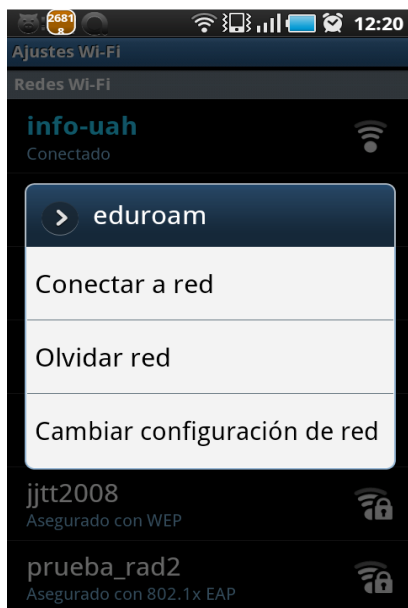 2681
8
12:20
Ajustes Wi-Fi
Redes Wi-Fi
info-uah
Conectado
eduroam
Conectar a red
Olvidar red
Cambiar configuración de red
jjtt2008
Asegurado con WEP
prueba_rad2
Asegurado con 802.1x EAP